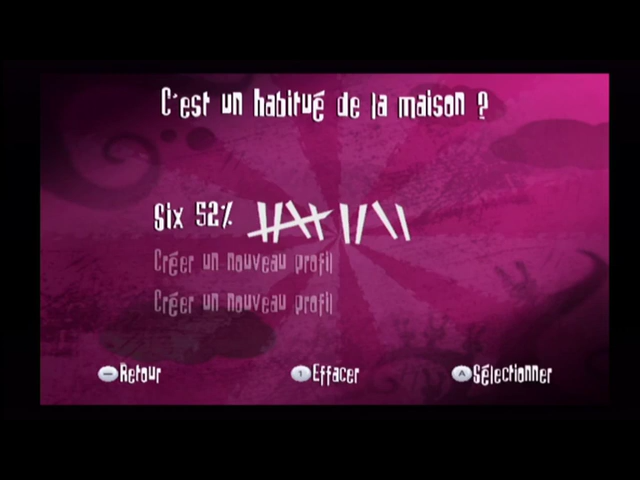 C'est un habitué de la maison ?
Six 52%
Créer un nouveau profil
Créer un nouveau profil
- Retour
1 Effacer
A Sélectionner